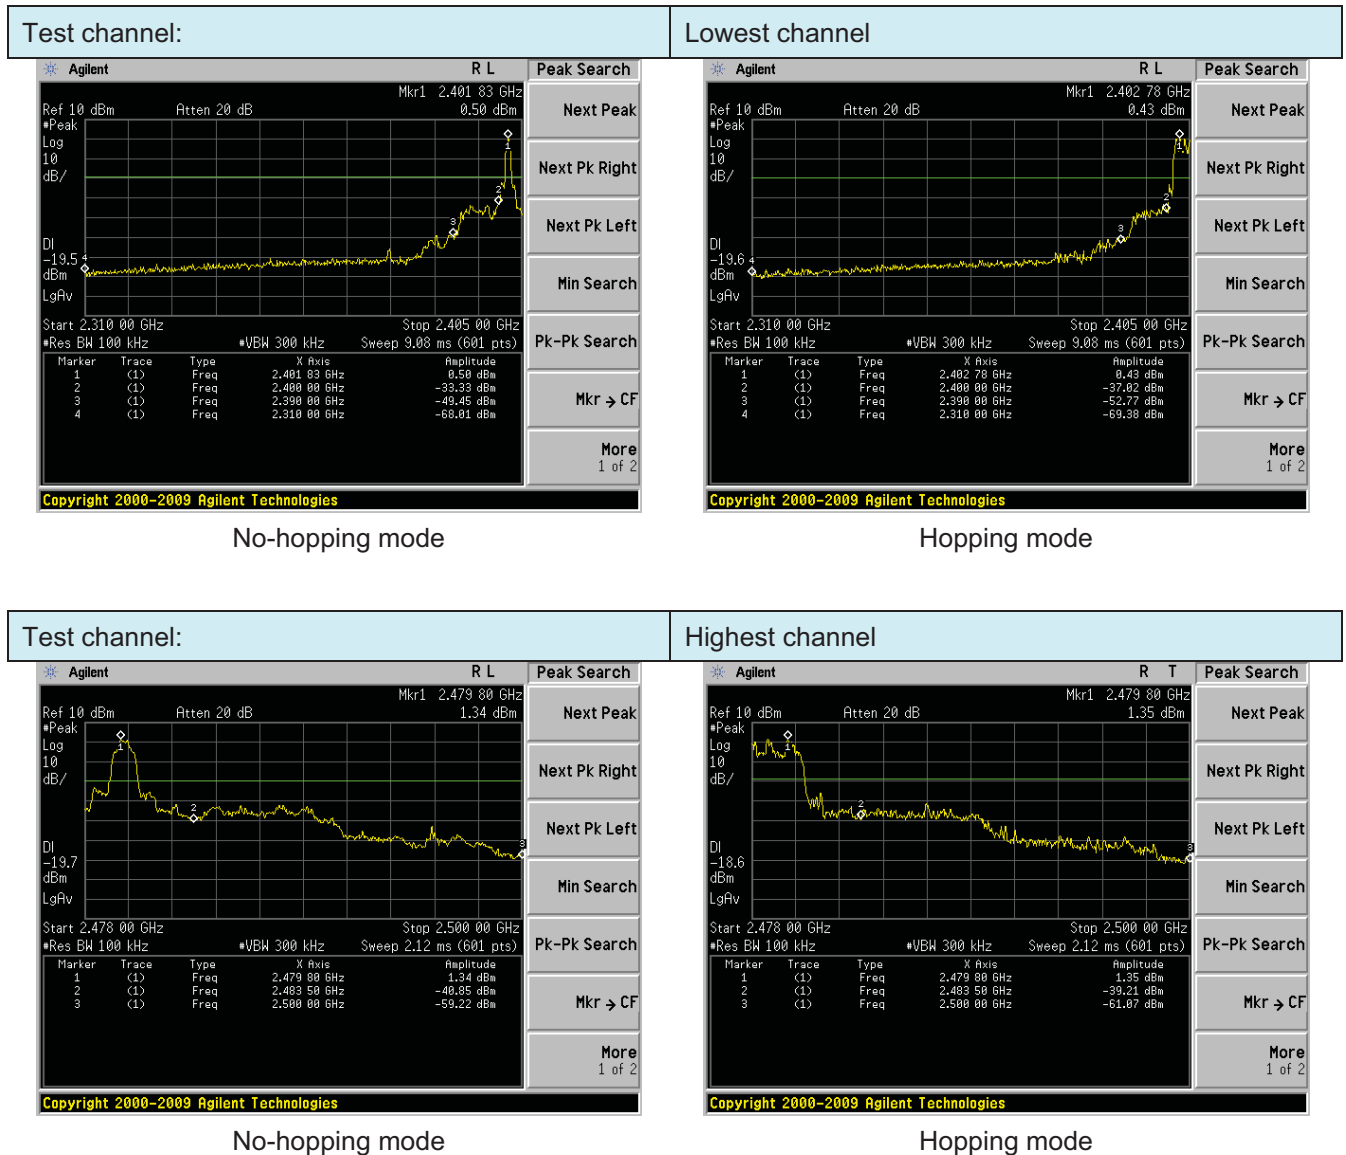 Test channel: Lowest channel
Agilent R L Peak Search
Mkr1 2.401 83 GHz
Ref 10 dBm Atten 20 dB 0.50 dBm
#Peak
Log
10
dB/
1
2
3
4
DI
-19.5
dBm
LgAv
Start 2.310 00 GHz Stop 2.405 00 GHz
#Res BW 100 kHz #VBW 300 kHz Sweep 9.08 ms (601 pts)
Marker Trace Type X Axis Amplitude
1 (1) Freq 2.401 83 GHz 0.50 dBm
2 (1) Freq 2.400 00 GHz -33.33 dBm
3 (1) Freq 2.390 00 GHz -49.45 dBm
4 (1) Freq 2.310 00 GHz -68.01 dBm
Next Peak
Next Pk Right
Next Pk Left
Min Search
Pk-Pk Search
Mkr → CF
More
1 of 2
Copyright 2000-2009 Agilent Technologies
No-hopping mode
Agilent R L Peak Search
Mkr1 2.402 78 GHz
Ref 10 dBm Atten 20 dB 0.43 dBm
#Peak
Log
10
dB/
1
2
3
4
DI
-19.6
dBm
LgAv
Start 2.310 00 GHz Stop 2.405 00 GHz
#Res BW 100 kHz #VBW 300 kHz Sweep 9.08 ms (601 pts)
Marker Trace Type X Axis Amplitude
1 (1) Freq 2.402 78 GHz 0.43 dBm
2 (1) Freq 2.400 00 GHz -37.02 dBm
3 (1) Freq 2.390 00 GHz -52.77 dBm
4 (1) Freq 2.310 00 GHz -69.38 dBm
Next Peak
Next Pk Right
Next Pk Left
Min Search
Pk-Pk Search
Mkr → CF
More
1 of 2
Copyright 2000-2009 Agilent Technologies
Hopping mode
Test channel: Highest channel
Agilent R L Peak Search
Mkr1 2.479 80 GHz
Ref 10 dBm Atten 20 dB 1.34 dBm
#Peak
Log
10
dB/
1
2
3
DI
-19.7
dBm
LgAv
Start 2.478 00 GHz Stop 2.500 00 GHz
#Res BW 100 kHz #VBW 300 kHz Sweep 2.12 ms (601 pts)
Marker Trace Type X Axis Amplitude
1 (1) Freq 2.479 80 GHz 1.34 dBm
2 (1) Freq 2.483 50 GHz -40.85 dBm
3 (1) Freq 2.500 00 GHz -59.22 dBm
Next Peak
Next Pk Right
Next Pk Left
Min Search
Pk-Pk Search
Mkr → CF
More
1 of 2
Copyright 2000-2009 Agilent Technologies
No-hopping mode
Agilent R T Peak Search
Mkr1 2.479 80 GHz
Ref 10 dBm Atten 20 dB 1.35 dBm
#Peak
Log
10
dB/
1
2
3
DI
-18.6
dBm
LgAv
Start 2.478 00 GHz Stop 2.500 00 GHz
#Res BW 100 kHz #VBW 300 kHz Sweep 2.12 ms (601 pts)
Marker Trace Type X Axis Amplitude
1 (1) Freq 2.479 80 GHz 1.35 dBm
2 (1) Freq 2.483 50 GHz -39.21 dBm
3 (1) Freq 2.500 00 GHz -61.07 dBm
Next Peak
Next Pk Right
Next Pk Left
Min Search
Pk-Pk Search
Mkr → CF
More
1 of 2
Copyright 2000-2009 Agilent Technologies
Hopping mode